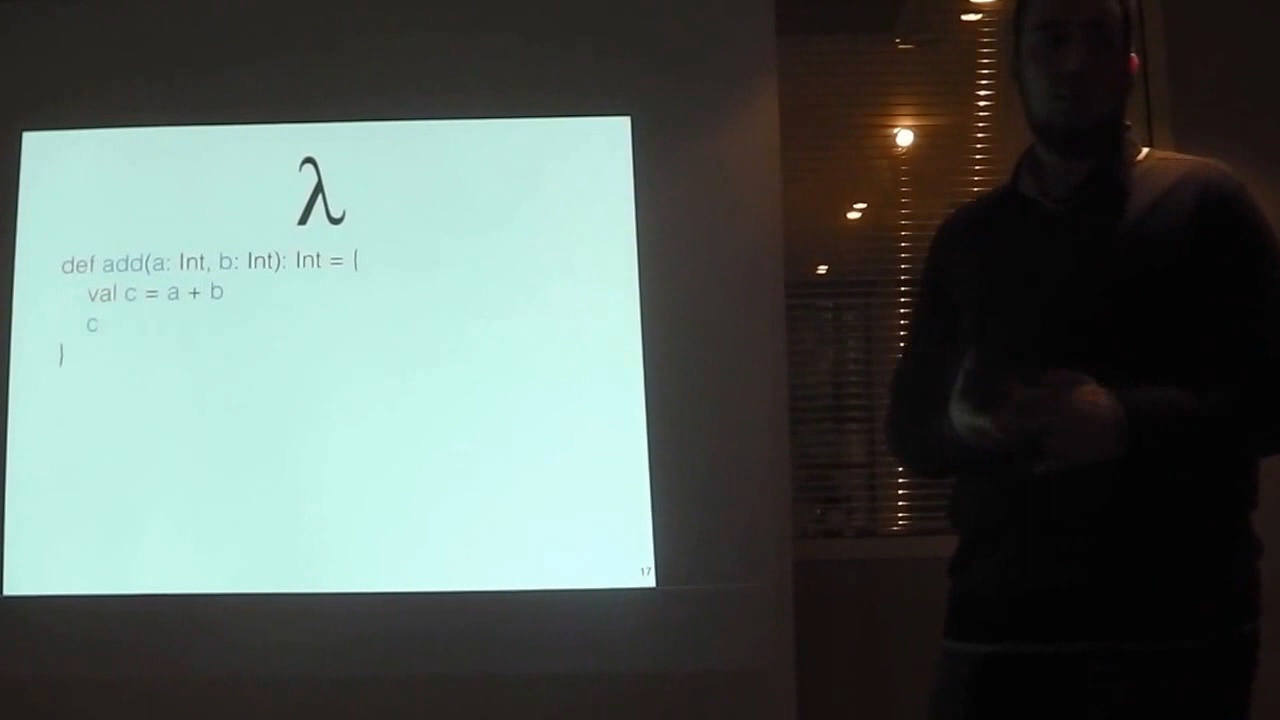 λ
def add(a: Int, b: Int): Int = {
val c = a + b
c
}
17